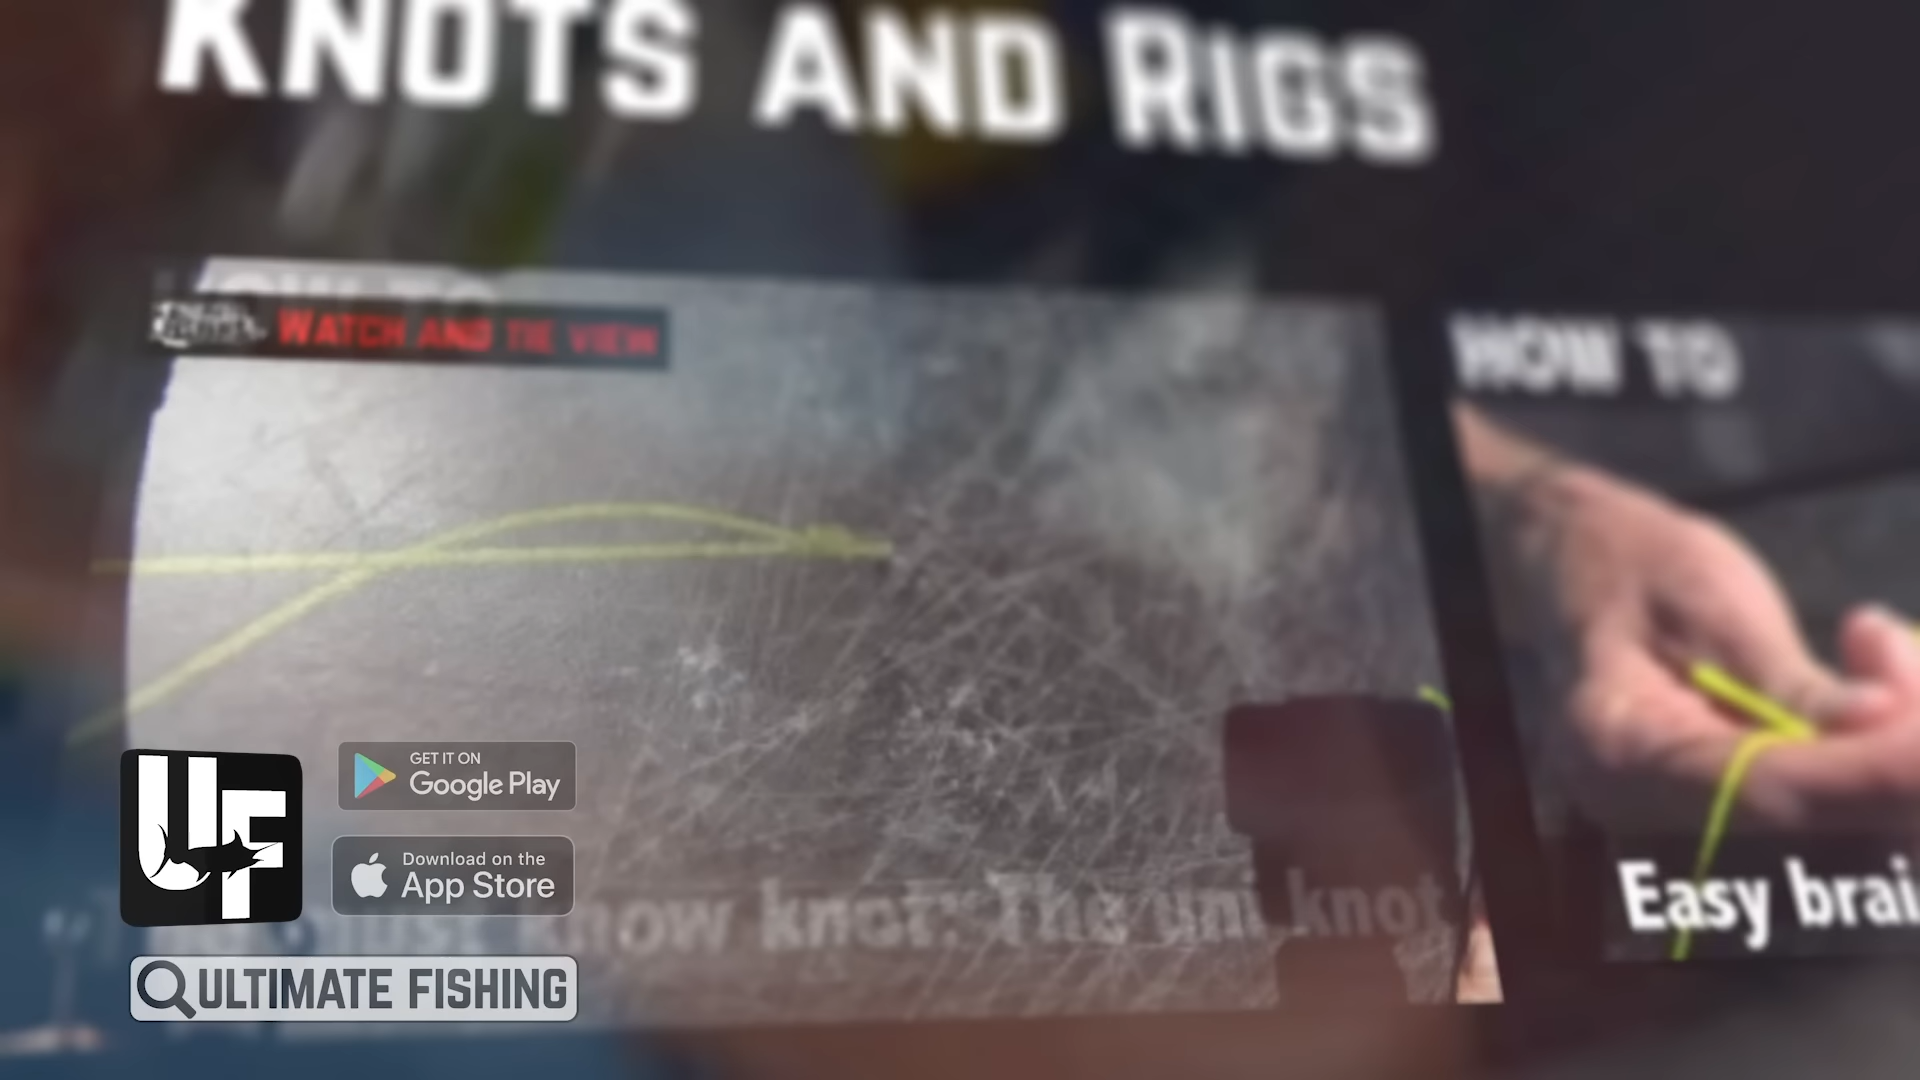 KNOTS AND RIGS
WATCH AND TIE VIEW
HOW TO
know knot: The uni knot
Easy brai
UF
GET IT ON
Google Play
Download on the
App Store
ULTIMATE FISHING